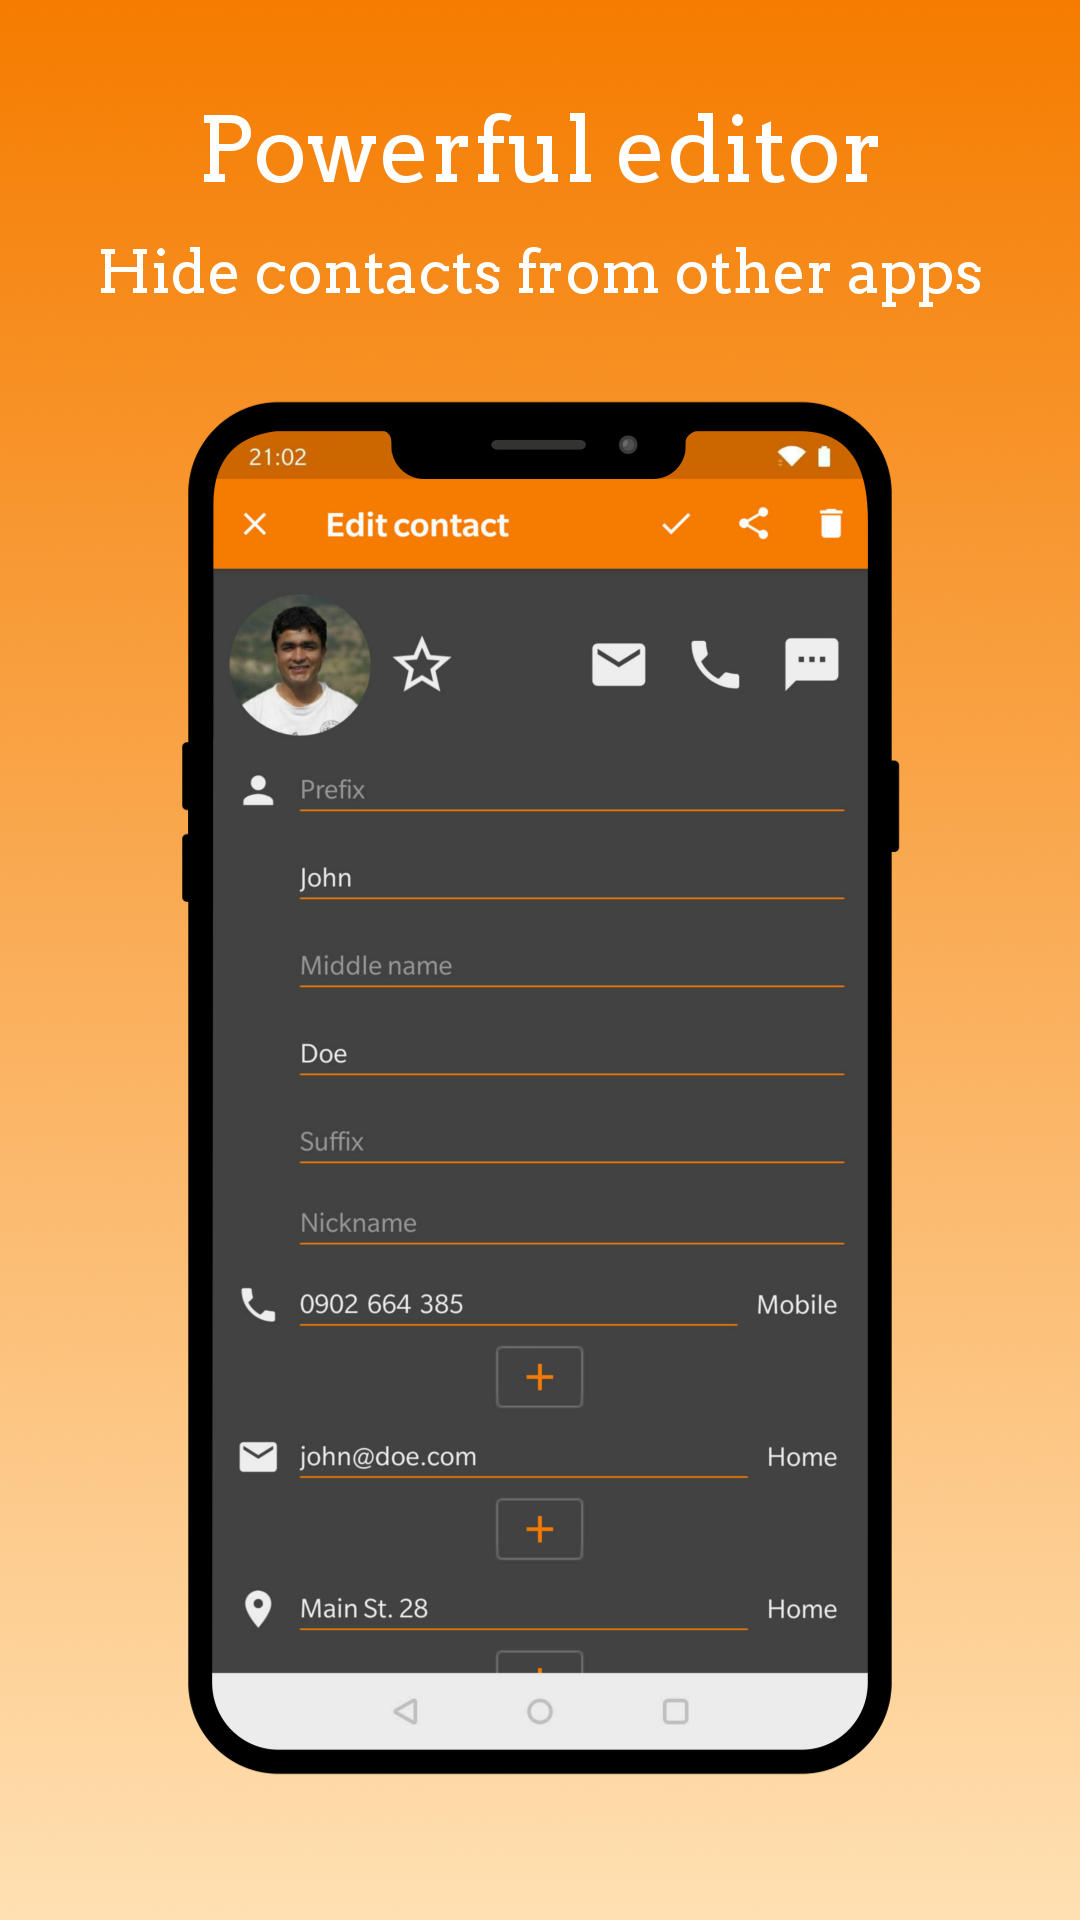 Powerful editor
Hide contacts from other apps
21:02
Edit contact
Prefix
John
Middle name
Doe
Suffix
Nickname
0902 664 385 Mobile
+
john@doe.com Home
+
Main St. 28 Home